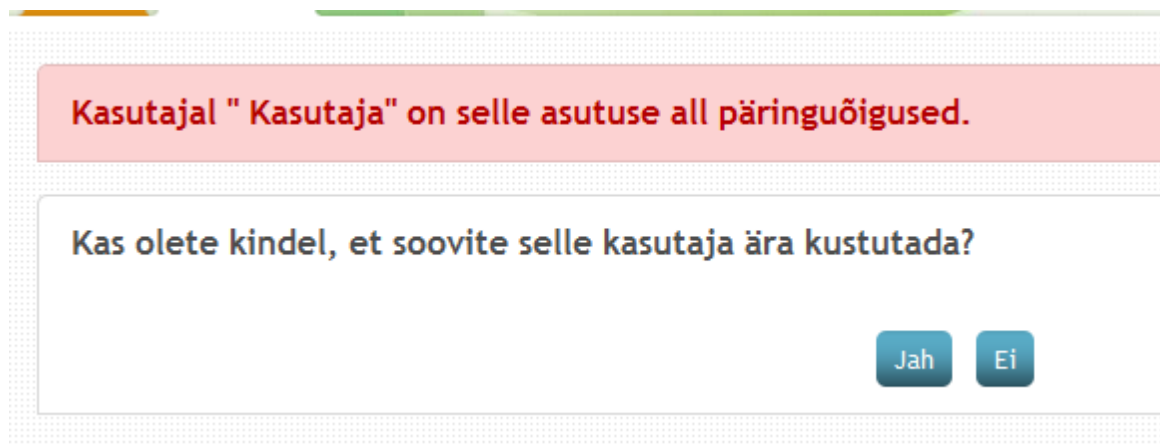 Kasutajal " Kasutaja" on selle asutuse all päringuõigused.
Kas olete kindel, et soovite selle kasutaja ära kustutada?
Jah Ei